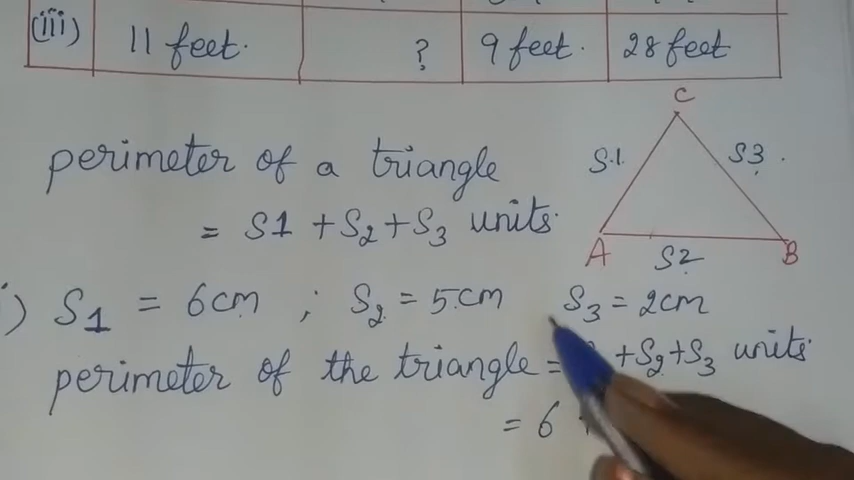 (iii) 11 feet. ? 9 feet. 28 feet
C
perimeter of a triangle
S1. S3
= S1 + S2 + S3 units.
A S2 B
) S1 = 6cm ; S2 = 5cm S3 = 2cm
perimeter of the triangle = + S2 + S3 units.
= 6